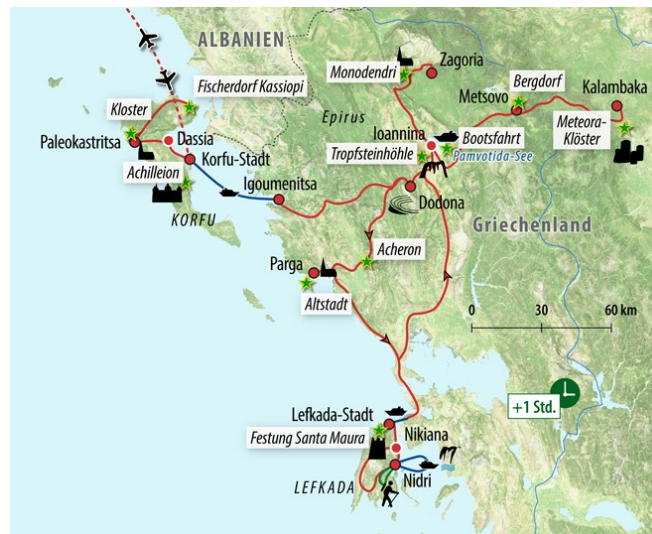 ALBANIEN
Zagoria
Monodendri
Fischerdorf Kassiopi
Bergdorf
Kalambaka
Metsovo
Kloster
Epirus
Ioannina
Bootsfahrt
Meteora-
Klöster
Paleokastritsa
Dassia
Korfu-Stadt
Tropfsteinhöhle
Pamvotida-See
Achilleion
Igoumenitsa
KORFU
Dodona
Griechenland
Acheron
Parga
Altstadt
0 30 60 km
+1 Std.
Lefkada-Stadt
Festung Santa Maura
Nikiana
LEFKADA
Nidri